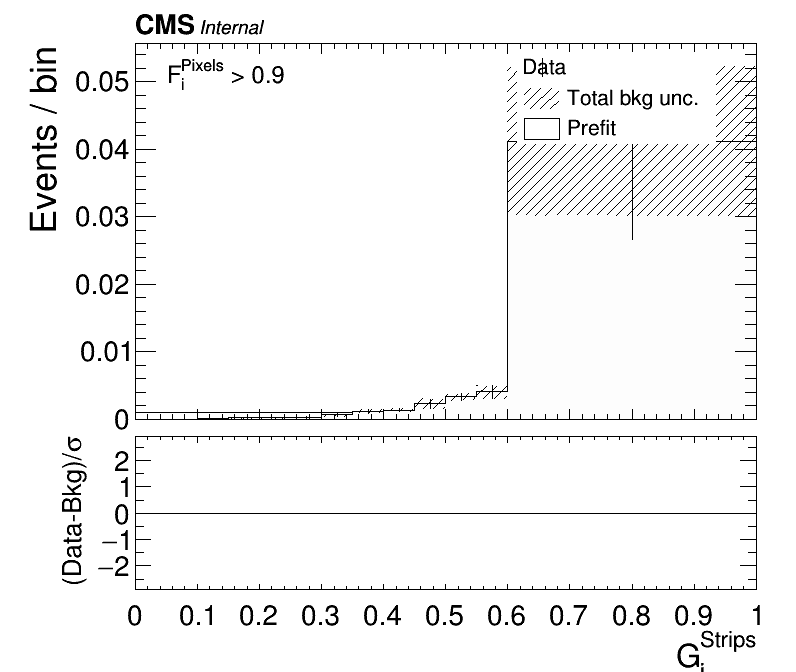 CMS Internal
F_i^Pixels > 0.9
Data
Total bkg unc.
Prefit
Events / bin
0.05
0.04
0.03
0.02
0.01
0
(Data-Bkg)/σ
2
1
0
−1
−2
0 0.1 0.2 0.3 0.4 0.5 0.6 0.7 0.8 0.9 1
G_i^Strips